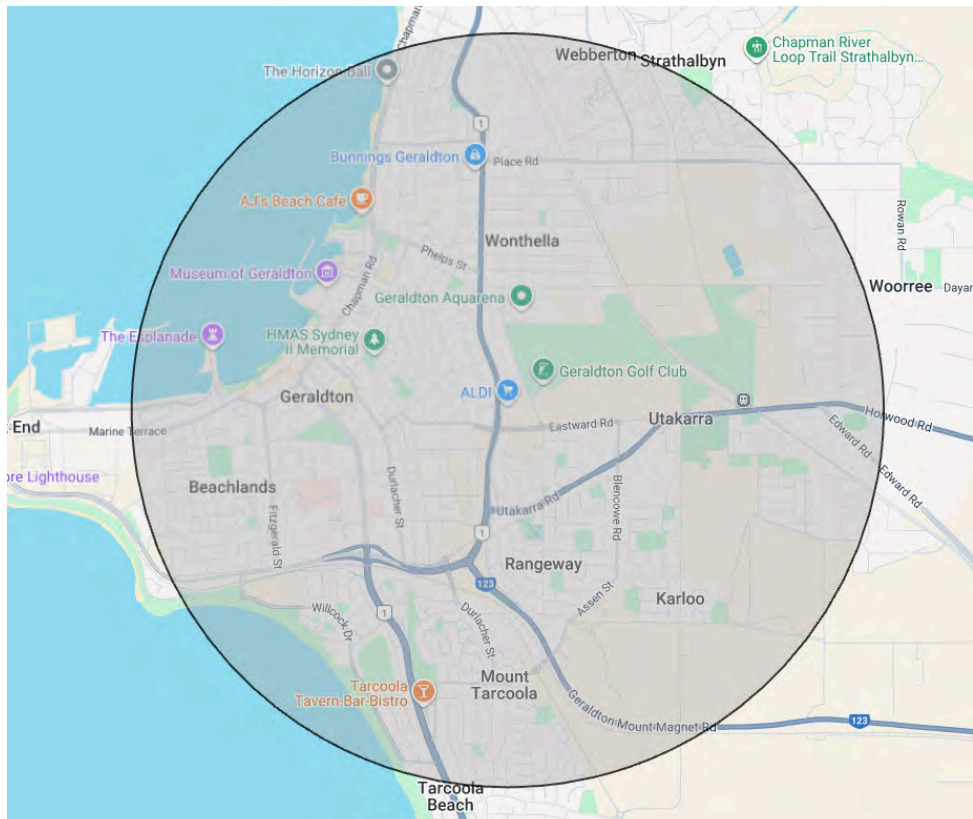 Chapman
Webberton
Strathalbyn
Chapman River
Loop Trail Strathalbyn...
The Horizon Ball
1
Bunnings Geraldton
Place Rd
AJ's Beach Cafe
Rowan Rd
Wonthella
Phelps St
Museum of Geraldton
Chapman Rd
Geraldton Aquarena
Woorree
Dayar
The Esplanade
HMAS Sydney
II Memorial
Geraldton Golf Club
ALDI
Geraldton
Utakarra
Horwood Rd
End
Marine Terrace
Eastward Rd
Edward Rd
ore Lighthouse
Beachlands
Durlacher St
Blencowe Rd
Edward Rd
Fitzgerald St
Utakarra Rd
1
Rangeway
123
Assen St
Karloo
Willcock Dr
1
Durlacher St
Mount
Tarcoola
Tarcoola
Tavern-Bar-Bistro
Geraldton Mount Magnet Rd
123
Tarcoola
Beach